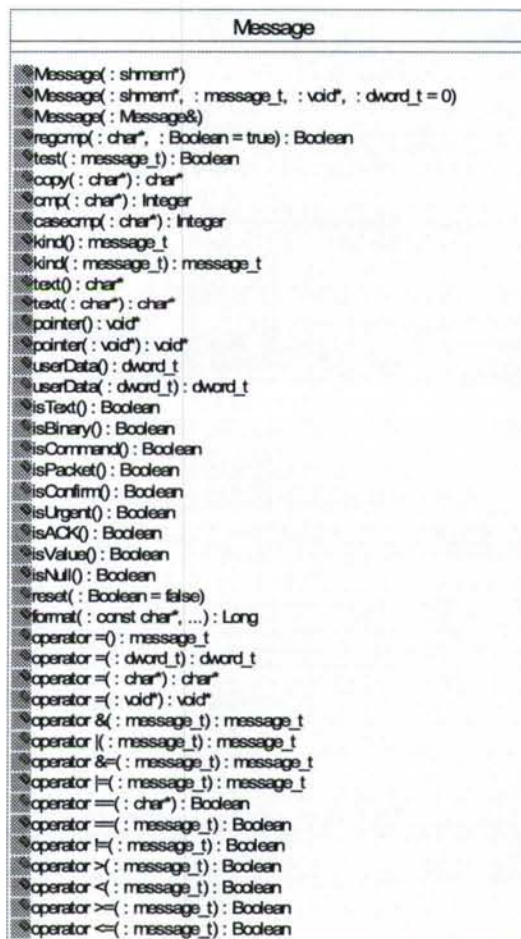 Message
Message( : shmem*)
Message( : shmem*, : message_t, : void*, : dword_t = 0)
Message( : Message&)
regcmp( : char*, : Boolean = true) : Boolean
test( : message_t) : Boolean
copy( : char*) : char*
cmp( : char*) : Integer
casecmp( : char*) : Integer
kind() : message_t
kind( : message_t) : message_t
text() : char*
text( : char*) : char*
pointer() : void*
pointer( : void*) : void*
userData() : dword_t
userData( : dword_t) : dword_t
isText() : Boolean
isBinary() : Boolean
isCommand() : Boolean
isPacket() : Boolean
isConfirm() : Boolean
isUrgent() : Boolean
isACK() : Boolean
isValue() : Boolean
isNull() : Boolean
reset( : Boolean = false)
format( : const char*, ...) : Long
operator =() : message_t
operator =( : dword_t) : dword_t
operator =( : char*) : char*
operator =( : void*) : void*
operator &( : message_t) : message_t
operator |( : message_t) : message_t
operator &=( : message_t) : message_t
operator |=( : message_t) : message_t
operator ==( : char*) : Boolean
operator ==( : message_t) : Boolean
operator !=( : message_t) : Boolean
operator >( : message_t) : Boolean
operator <( : message_t) : Boolean
operator >=( : message_t) : Boolean
operator <=( : message_t) : Boolean